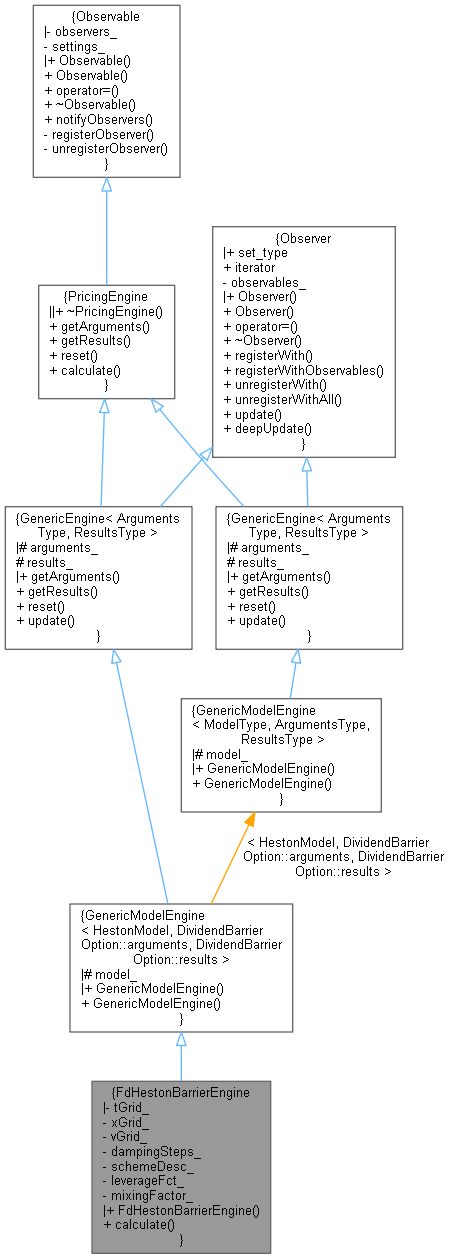 {Observable
|- observers_
- settings_
|+ Observable()
+ Observable()
+ operator=()
+ ~Observable()
+ notifyObservers()
- registerObserver()
- unregisterObserver()
}
{Observer
|+ set_type
+ iterator
- observables_
|+ Observer()
+ Observer()
+ operator=()
+ ~Observer()
+ registerWith()
+ registerWithObservables()
+ unregisterWith()
+ unregisterWithAll()
+ update()
+ deepUpdate()
}
{PricingEngine
||+ ~PricingEngine()
+ getArguments()
+ getResults()
+ reset()
+ calculate()
}
{GenericEngine< Arguments
Type, ResultsType >
|# arguments_
# results_
|+ getArguments()
+ getResults()
+ reset()
+ update()
}
{GenericEngine< Arguments
Type, ResultsType >
|# arguments_
# results_
|+ getArguments()
+ getResults()
+ reset()
+ update()
}
{GenericModelEngine
< ModelType, ArgumentsType,
ResultsType >
|# model_
|+ GenericModelEngine()
+ GenericModelEngine()
}
< HestonModel, DividendBarrier
Option::arguments, DividendBarrier
Option::results >
{GenericModelEngine
< HestonModel, DividendBarrier
Option::arguments, DividendBarrier
Option::results >
|# model_
|+ GenericModelEngine()
+ GenericModelEngine()
}
{FdHestonBarrierEngine
|- tGrid_
- xGrid_
- vGrid_
- dampingSteps_
- schemeDesc_
- leverageFct_
- mixingFactor_
|+ FdHestonBarrierEngine()
+ calculate()
}